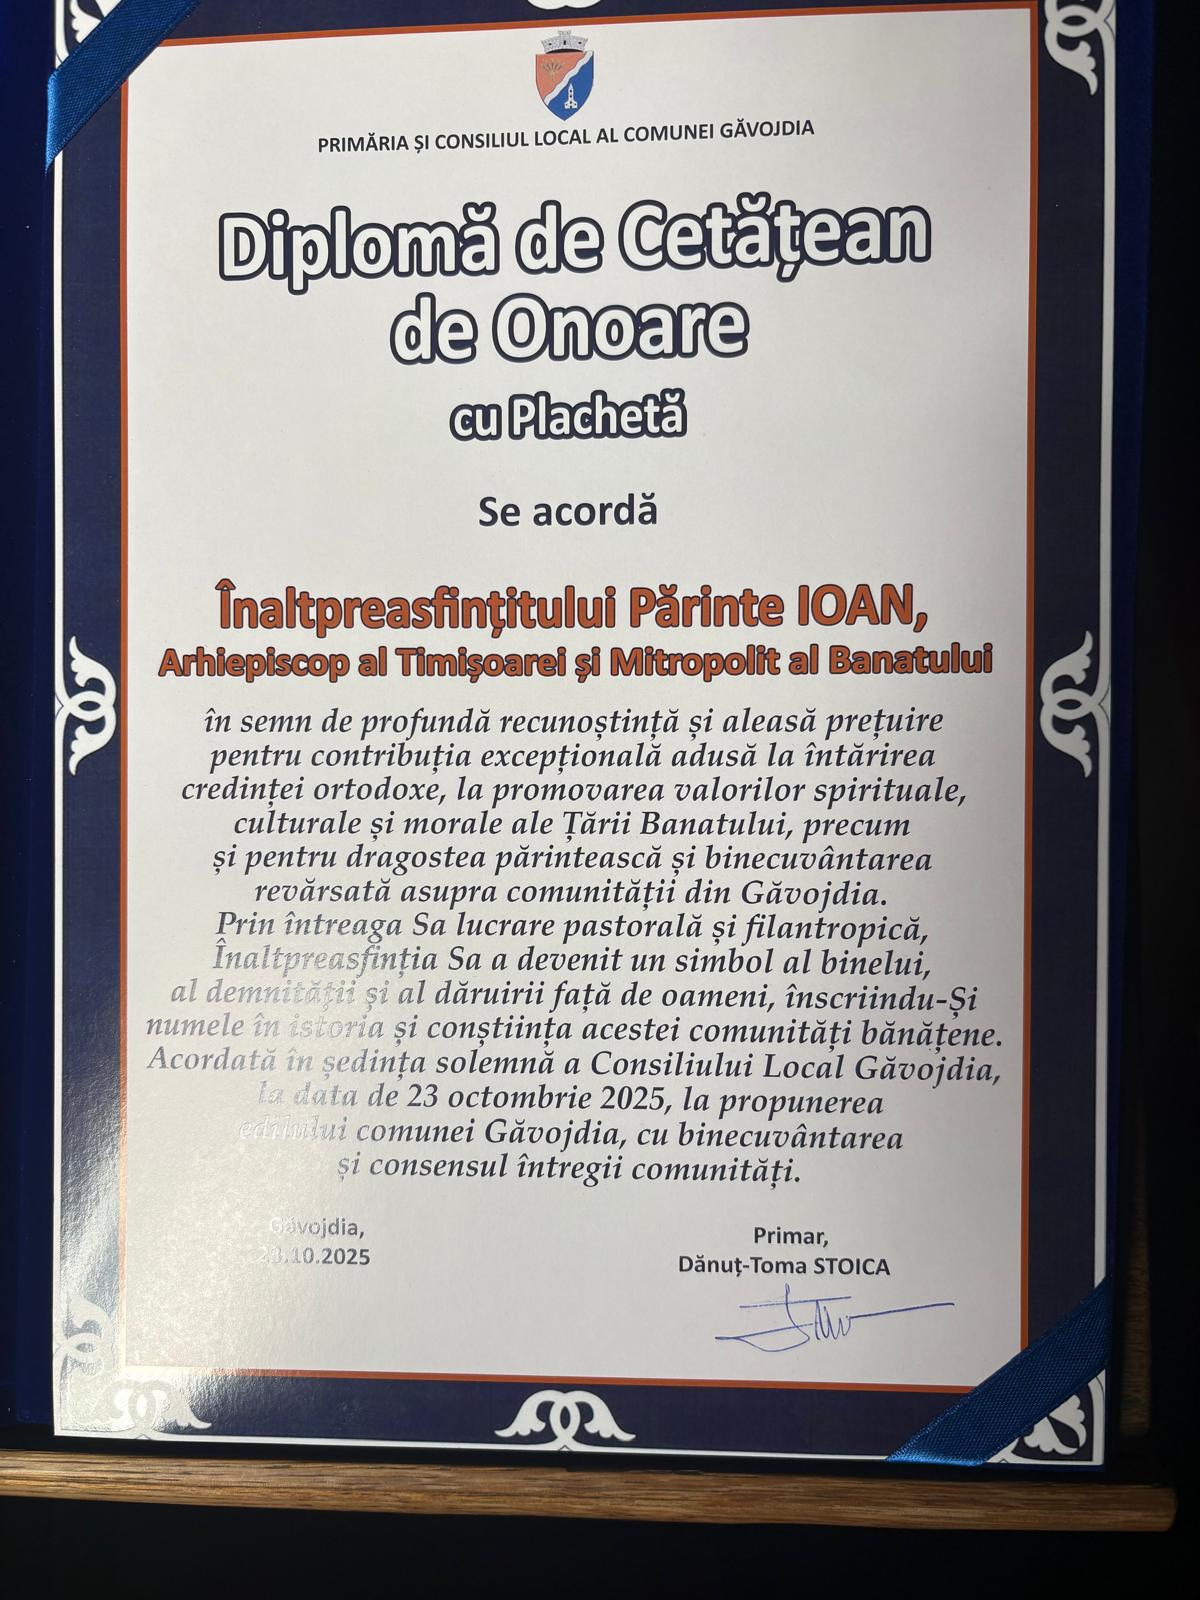 PRIMĂRIA ȘI CONSILIUL LOCAL AL COMUNEI GĂVOJDIA
Diplomă de Cetățean
de Onoare
cu Plachetă
Se acordă
Înaltpreasfințitului Părinte IOAN,
Arhiepiscop al Timișoarei și Mitropolit al Banatului
în semn de profundă recunoștință și aleasă prețuire
pentru contribuția excepțională adusă la întărirea
credinței ortodoxe, la promovarea valorilor spirituale,
culturale și morale ale Țării Banatului, precum
și pentru dragostea părintească și binecuvântarea
revărsată asupra comunității din Găvojdia.
Prin întreaga Sa lucrare pastorală și filantropică,
Înaltpreasfinția Sa a devenit un simbol al binelui,
al demnității și al dăruirii față de oameni, înscriindu-Și
numele în istoria și conștiința acestei comunități bănățene.
Acordată în ședința solemnă a Consiliului Local Găvojdia,
la data de 23 octombrie 2025, la propunerea
edilului comunei Găvojdia, cu binecuvântarea
și consensul întregii comunități.
Găvojdia,
23.10.2025
Primar,
Dănuț-Toma STOICA